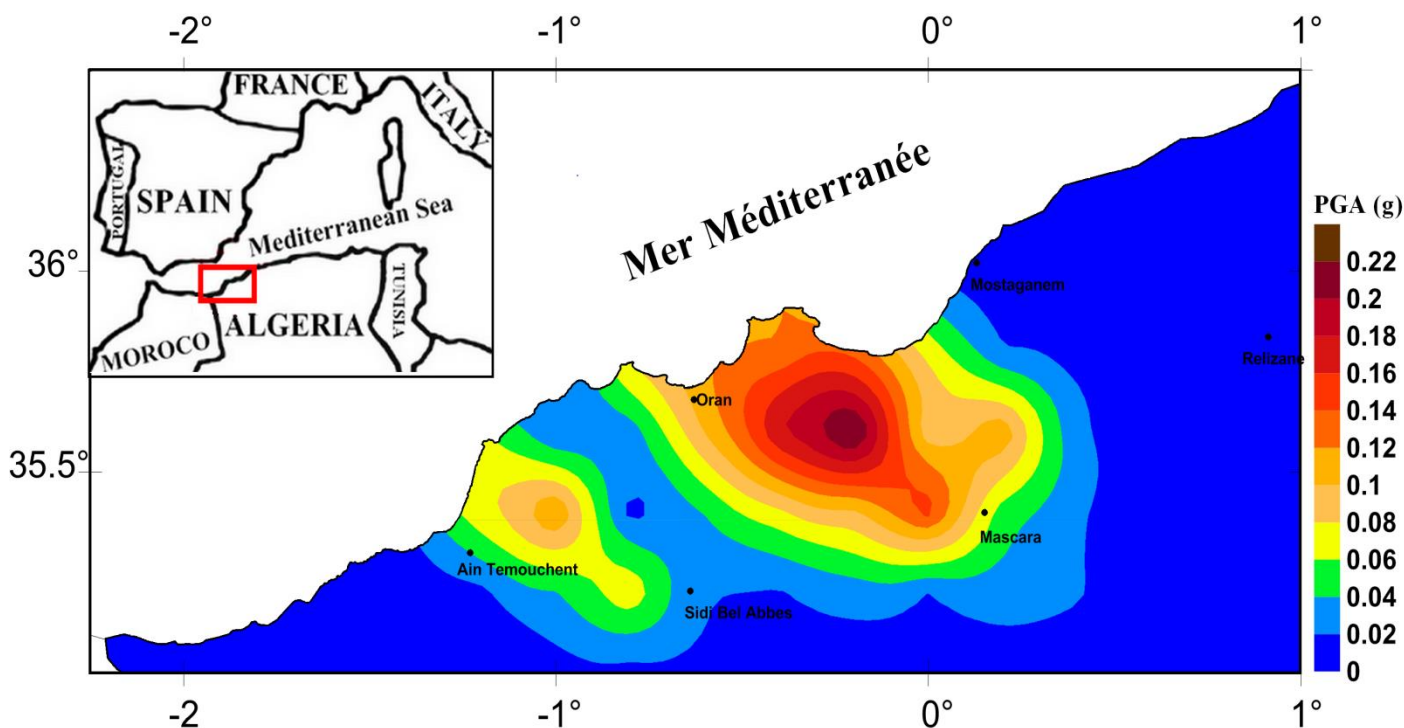 -2° -1° 0° 1°
FRANCE
ITALY
PORTUGAL
SPAIN
Mediterranean Sea
TUNISIA
ALGERIA
MOROCO
Mer Méditerranée
36°
35.5°
Mostaganem
Relizane
Oran
Mascara
Ain Temouchent
Sidi Bel Abbes
PGA (g)
0.22
0.2
0.18
0.16
0.14
0.12
0.1
0.08
0.06
0.04
0.02
0
-2 -1° 0° 1